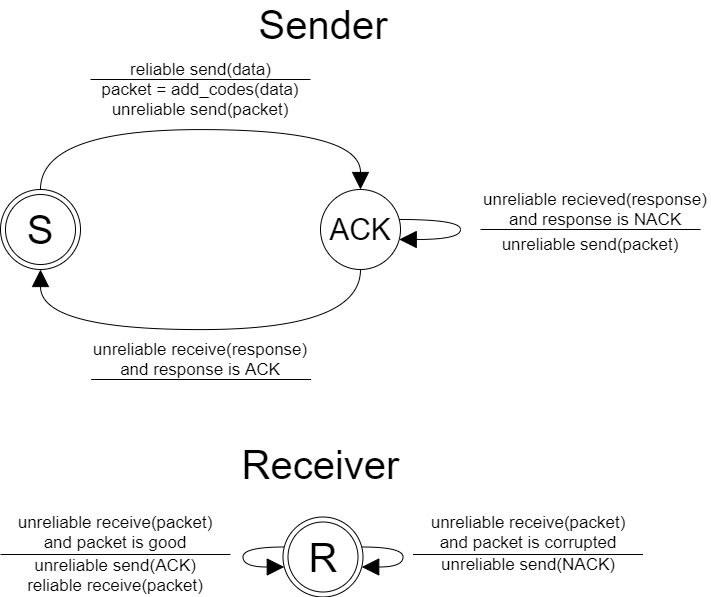 Sender
reliable send(data)
packet = add_codes(data)
unreliable send(packet)
S
ACK
unreliable recieved(response)
and response is NACK
unreliable send(packet)
unreliable receive(response)
and response is ACK
Receiver
unreliable receive(packet)
and packet is good
unreliable send(ACK)
reliable receive(packet)
R
unreliable receive(packet)
and packet is corrupted
unreliable send(NACK)